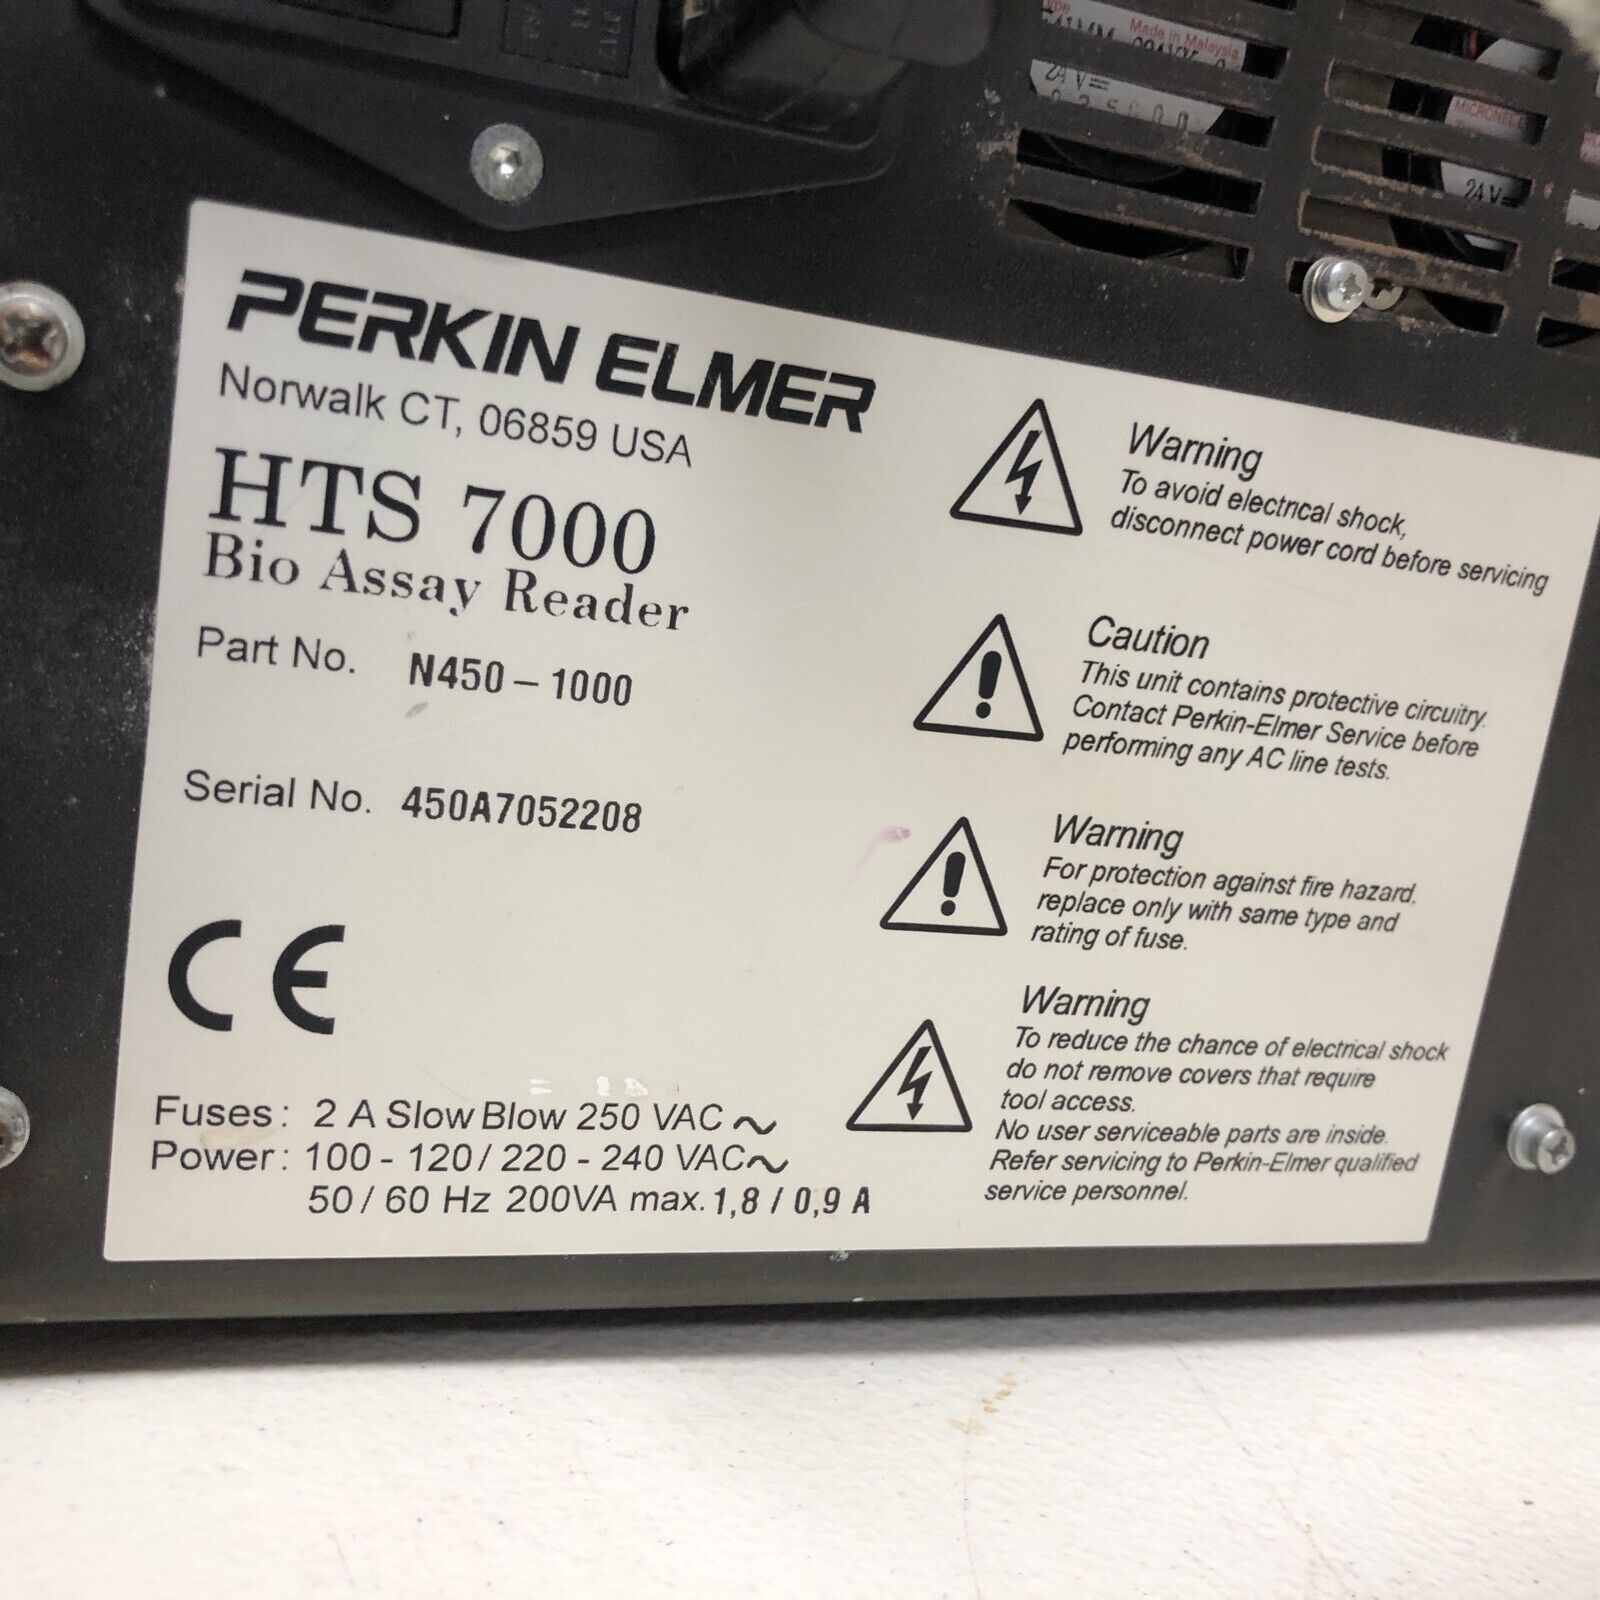 Made in Malaysia
24 V=
MICRONEL
24 V=
PERKIN ELMER
Norwalk CT, 06859 USA
HTS 7000
Bio Assay Reader
Part No. N450-1000
Serial No. 450A7052208
CE
Fuses: 2 A Slow Blow 250 VAC ~
Power: 100 - 120 / 220 - 240 VAC ~
50 / 60 Hz 200VA max. 1,8 / 0,9 A
Warning
To avoid electrical shock,
disconnect power cord before servicing
Caution
This unit contains protective circuitry.
Contact Perkin-Elmer Service before
performing any AC line tests.
Warning
For protection against fire hazard,
replace only with same type and
rating of fuse.
Warning
To reduce the chance of electrical shock
do not remove covers that require
tool access.
No user serviceable parts are inside.
Refer servicing to Perkin-Elmer qualified
service personnel.